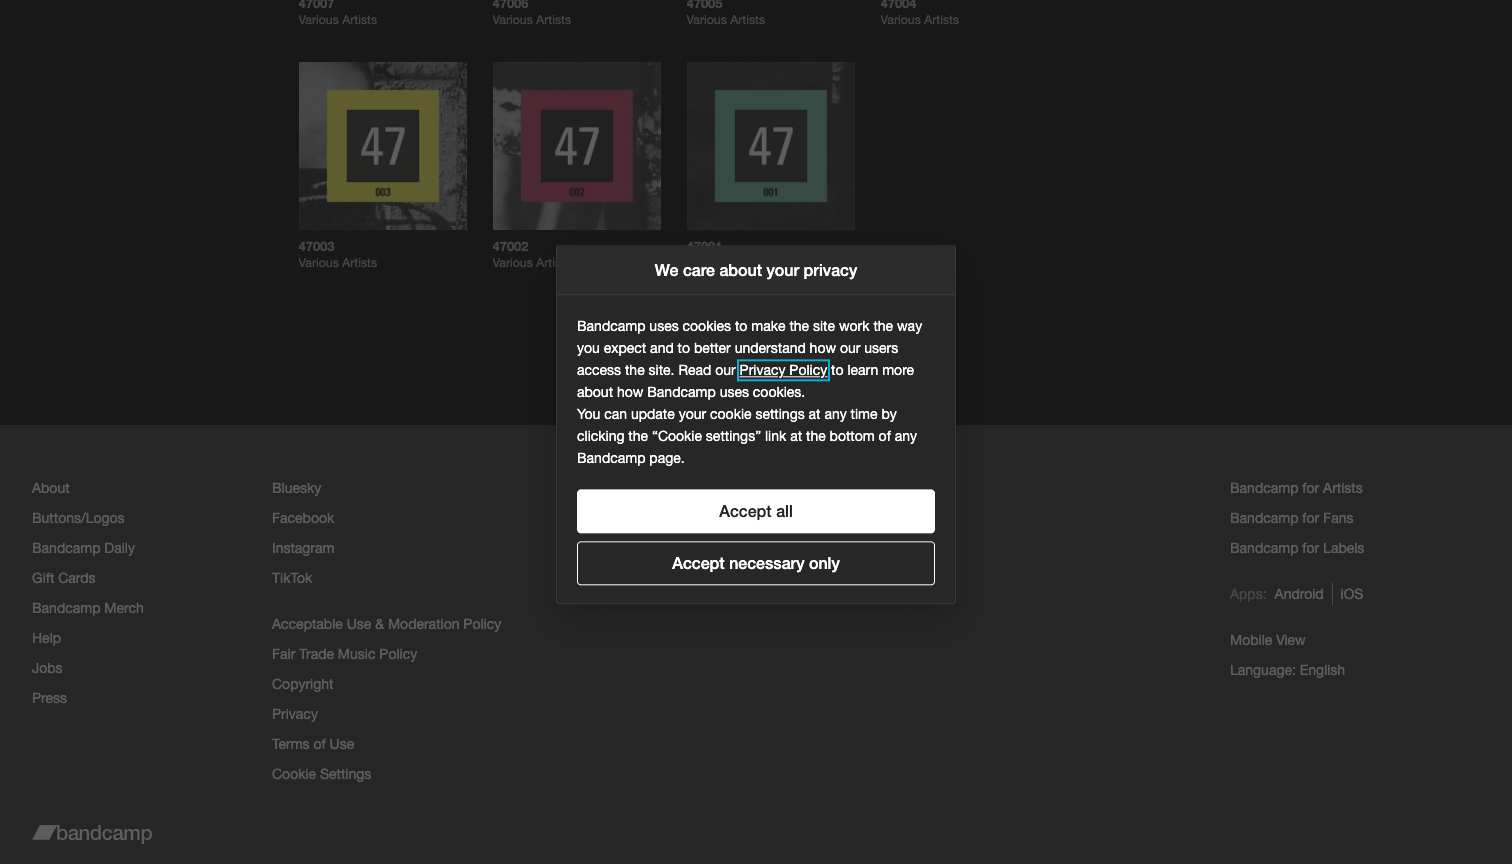 47007
47006
47005
47004
Various Artists
Various Artists
Various Artists
Various Artists
47
003
47
002
47
001
47003
47002
Various Artists
We care about your privacy
Bandcamp uses cookies to make the site work the way
you expect and to better understand how our users
access the site. Read our Privacy Policy to learn more
about how Bandcamp uses cookies.
You can update your cookie settings at any time by
clicking the “Cookie settings” link at the bottom of any
Bandcamp page.
Accept all
Accept necessary only
About
Buttons/Logos
Bandcamp Daily
Gift Cards
Bandcamp Merch
Help
Jobs
Press
Bluesky
Facebook
Instagram
TikTok
Acceptable Use & Moderation Policy
Fair Trade Music Policy
Copyright
Privacy
Terms of Use
Cookie Settings
Bandcamp for Artists
Bandcamp for Fans
Bandcamp for Labels
Apps: Android iOS
Mobile View
Language: English
bandcamp